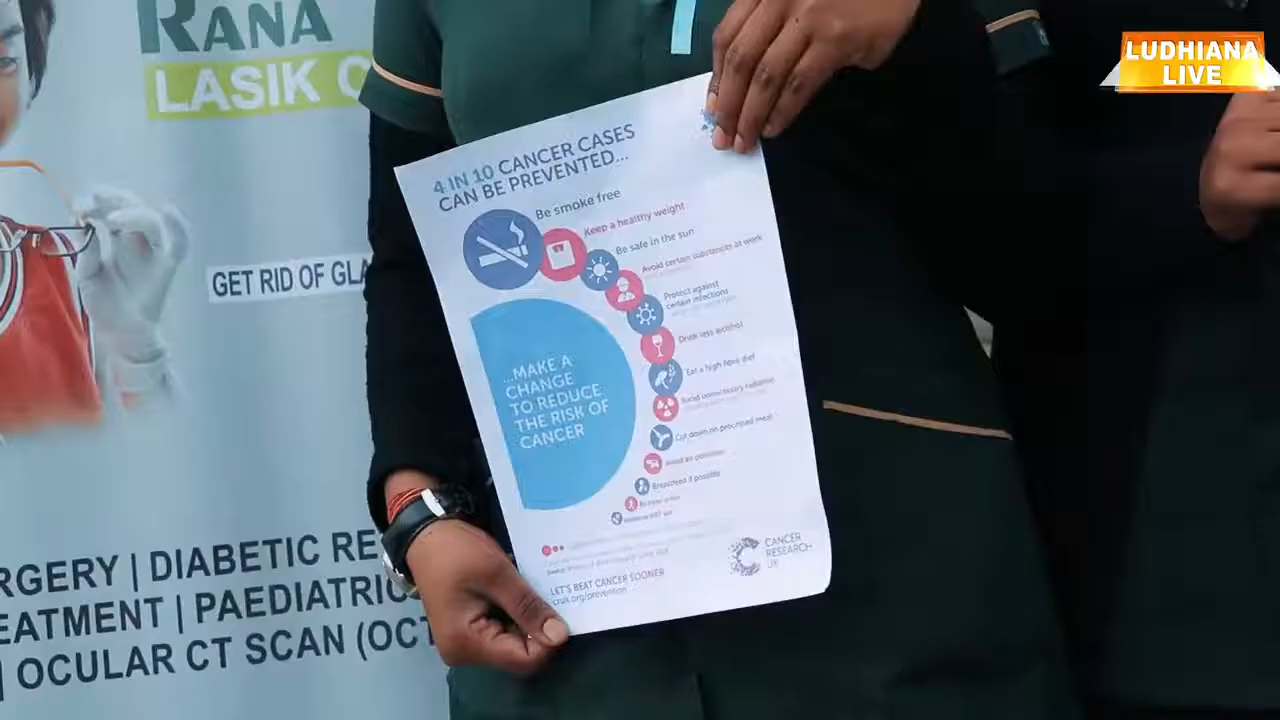 RANA
LASIK C
GET RID OF GLA
RGERY | DIABETIC RE
EATMENT | PAEDIATRIC
| OCULAR CT SCAN (OCT
LUDHIANA
LIVE
4 IN 10 CANCER CASES
CAN BE PREVENTED...
Be smoke free
Keep a healthy weight
Be safe in the sun
Avoid certain substances at work
Protect against
certain infections
Drink less alcohol
Eat a high fibre diet
Avoid unnecessary radiation
Cut down on processed meat
Avoid air pollution
Breastfeed if possible
...MAKE A
CHANGE
TO REDUCE
THE RISK OF
CANCER
LET'S BEAT CANCER SOONER
cruk.org/prevention
CANCER
RESEARCH
UK